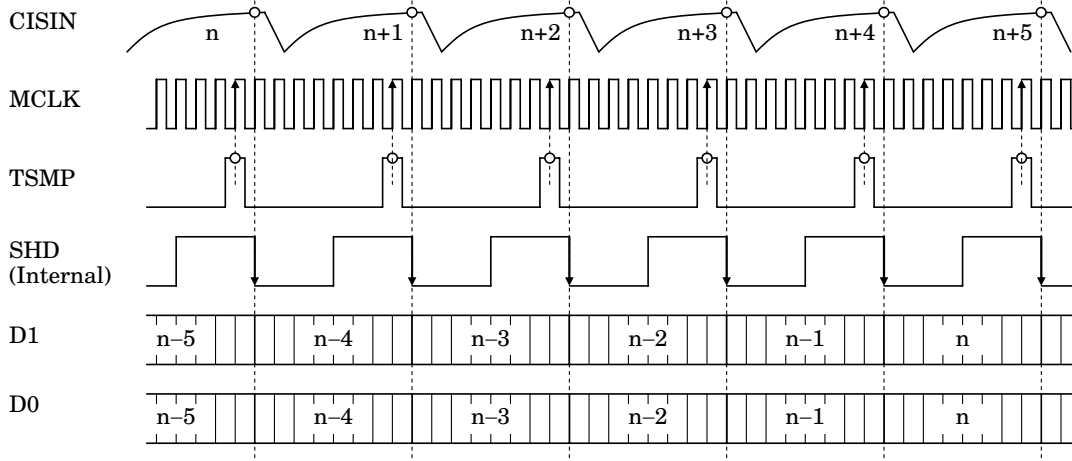 CISIN n n+1 n+2 n+3 n+4 n+5
MCLK
TSMP
SHD
(Internal)
D1 n–5 n–4 n–3 n–2 n–1 n
D0 n–5 n–4 n–3 n–2 n–1 n